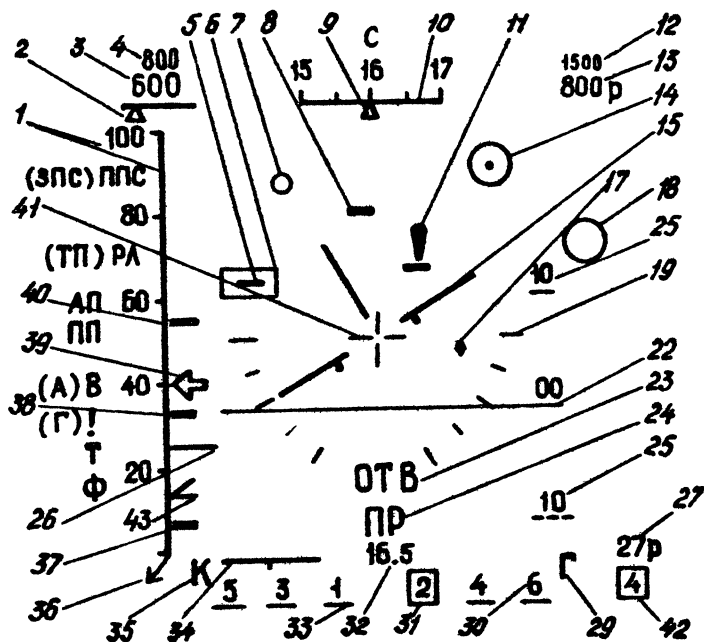 5 6 7 8 9 10 11 12
3 4 800 С 1500 13
2 600 15 16 17 800р 14
1 100 15
(ЗПС) ППС 17 18
41 80 25
(ТП) РЛ 10 19
40 60
АП
ПП
39 00 22
(А) В 40 23
38 (Г) !
Т 24
20 ОТВ 25
Ф ПР 10
26 27
43 16.5 27р
37 К 5 3 1 2 4 6 Г 4
36 35 34 33 32 31 30 29 42